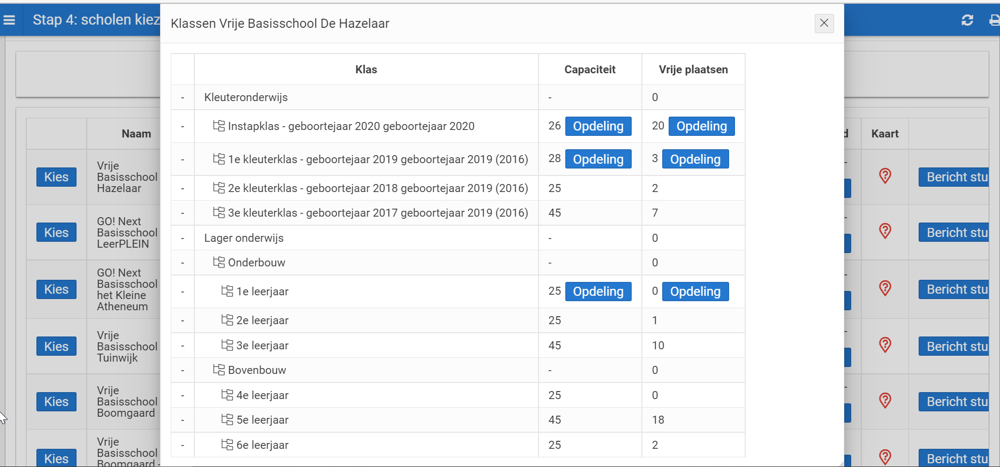 Stap 4: scholen kiez
Klassen Vrije Basisschool De Hazelaar
Klas Capaciteit Vrije plaatsen
- Kleuteronderwijs - 0
- Instapklas - geboortejaar 2020 geboortejaar 2020 26 Opdeling 20 Opdeling
- 1e kleuterklas - geboortejaar 2019 geboortejaar 2019 (2016) 28 Opdeling 3 Opdeling
- 2e kleuterklas - geboortejaar 2018 geboortejaar 2019 (2016) 25 2
- 3e kleuterklas - geboortejaar 2017 geboortejaar 2019 (2016) 45 7
- Lager onderwijs - 0
- Onderbouw - 0
- 1e leerjaar 25 Opdeling 0 Opdeling
- 2e leerjaar 25 1
- 3e leerjaar 45 10
- Bovenbouw - 0
- 4e leerjaar 25 0
- 5e leerjaar 45 18
- 6e leerjaar 25 2
Naam d Kaart
Vrije
Kies Basisschool - Bericht stu
Hazelaar
GO! Next
Kies Basisschool - Bericht stu
LeerPLEIN
GO! Next
Basisschool -
Kies het Kleine Bericht stu
Atheneum
Vrije
Kies Basisschool - Bericht stu
Tuinwijk
Vrije
Kies Basisschool - Bericht stu
Boomgaard
Vrije
Basisschool
Kies Boomgaard - Bericht stu